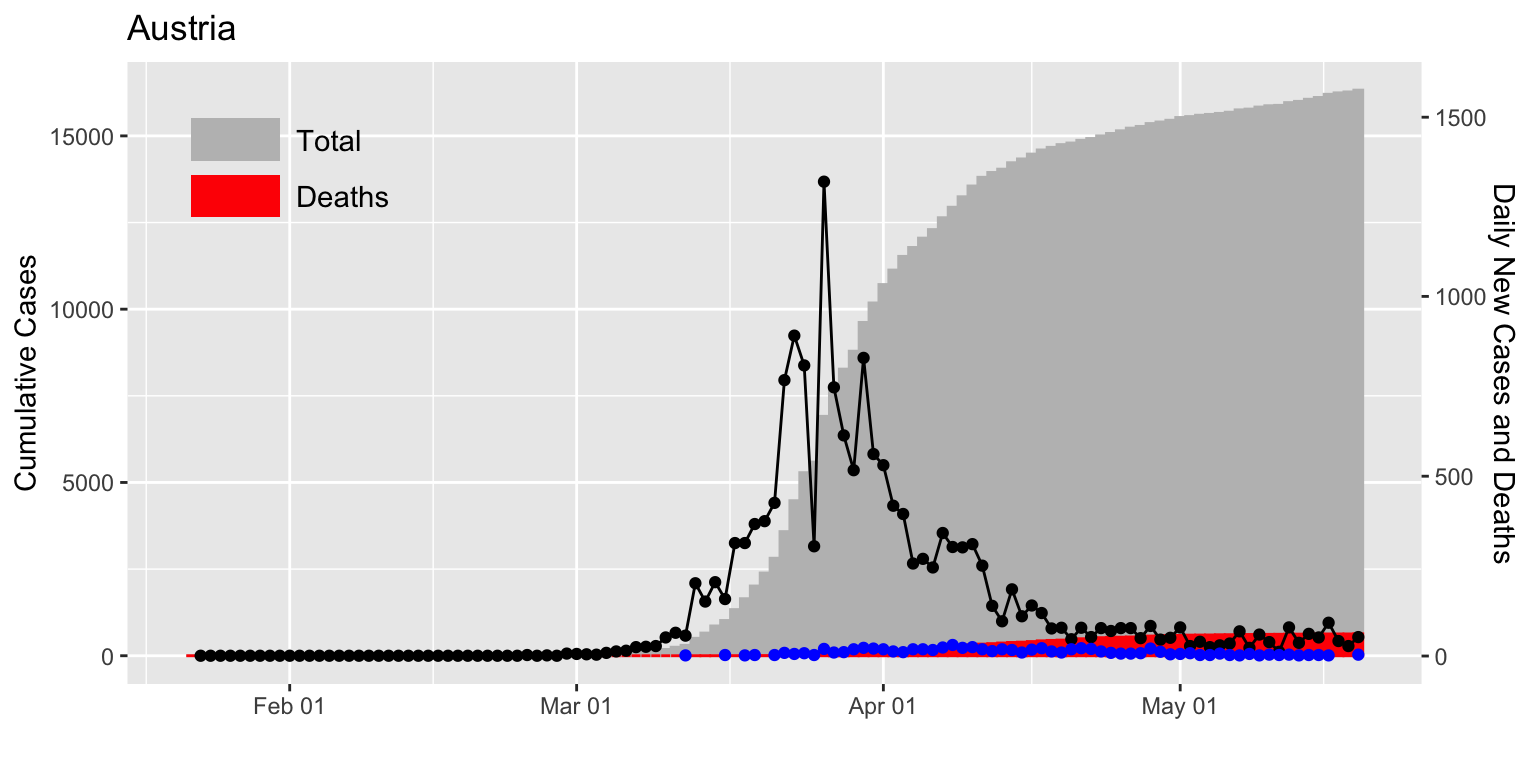 Austria
Total
Deaths
Cumulative Cases
15000
10000
5000
0
1500
1000
500
0
Daily New Cases and Deaths
Feb 01
Mar 01
Apr 01
May 01